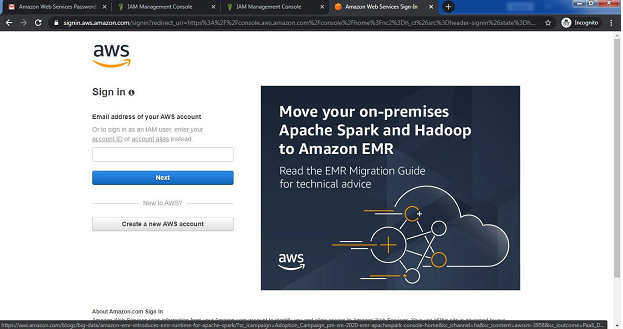 Amazon Web Services Password
IAM Management Console
IAM Management Console
Amazon Web Services Sign-In
signin.aws.amazon.com/signin?redirect_uri=https%3A%2F%2Fconsole.aws.amazon.com%2Fconsole%2Fhome%3Fnc2%3Dh_ct%26src%3Dheader-signin%26state%3Dh...
Incognito
aws
Sign in
Email address of your AWS account
Or to sign in as an IAM user, enter your
account ID or account alias instead.
Next
New to AWS?
Create a new AWS account
Move your on-premises
Apache Spark and Hadoop
to Amazon EMR
Read the EMR Migration Guide
for technical advice
aws
About Amazon.com Sign In
https://aws.amazon.com/blogs/big-data/amazon-emr-introduces-emr-runtime-for-apache-spark/?sc_icampaign=Adoption_Campaign_pm-sm-2020-emr-apachespark-console-home&sc_ichannel=ha&sc_icontent=awssm-3958&sc_ioutcome=PaaS_D...